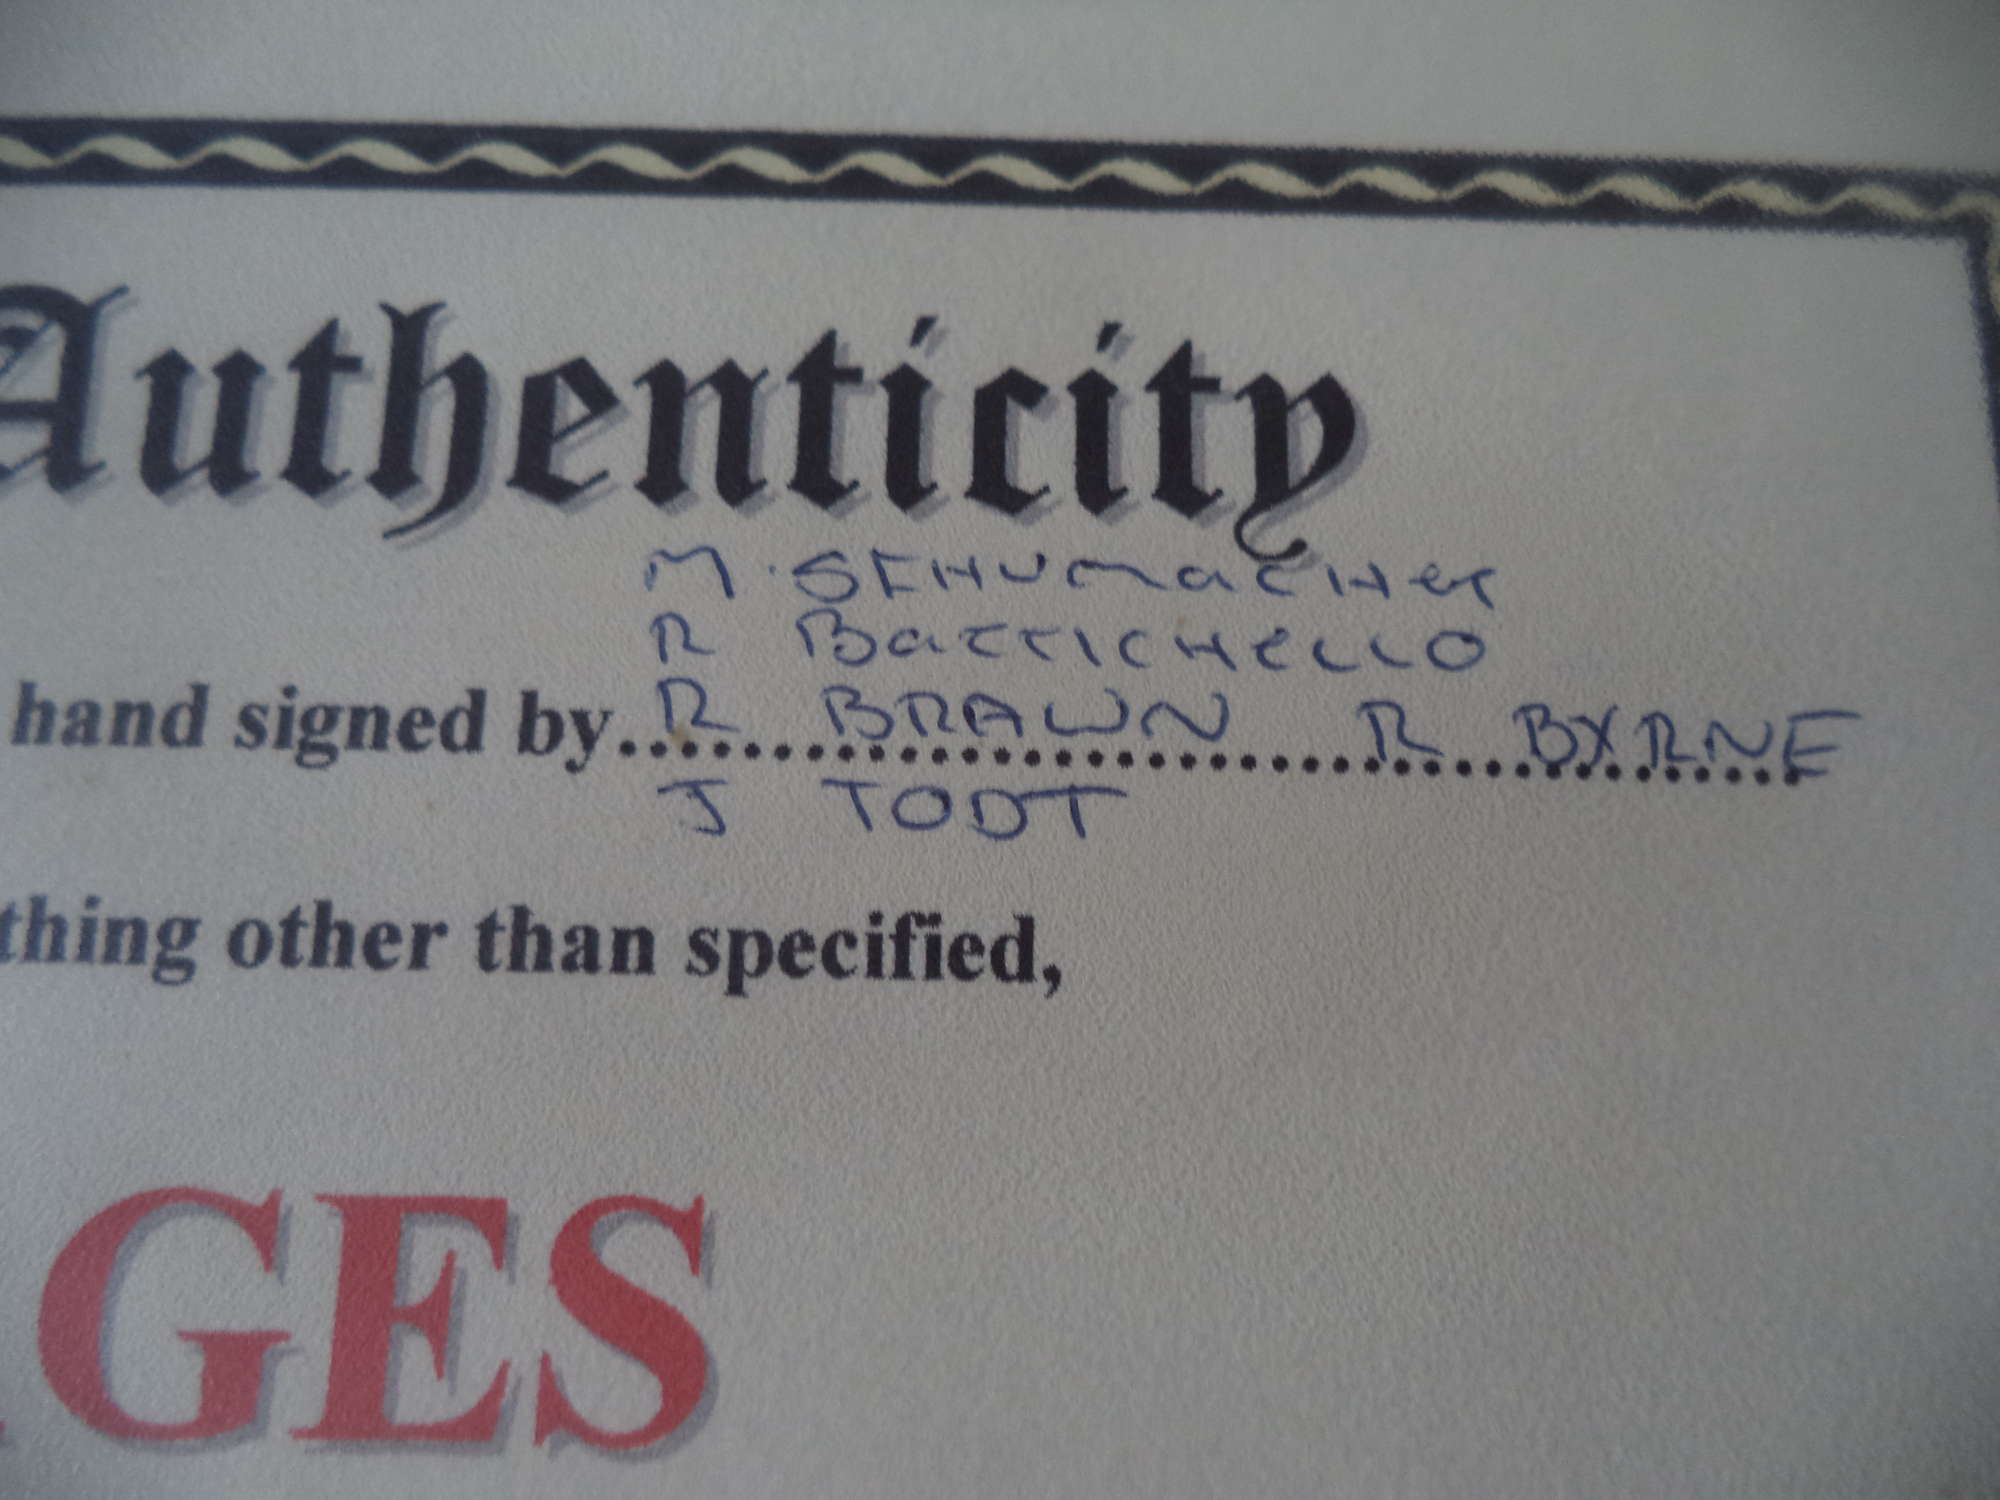 Authenticity
M. SCHUMACHER
R BARRICHELLO
hand signed by R BRAWN R BYRNE
J TODT
thing other than specified,
GES